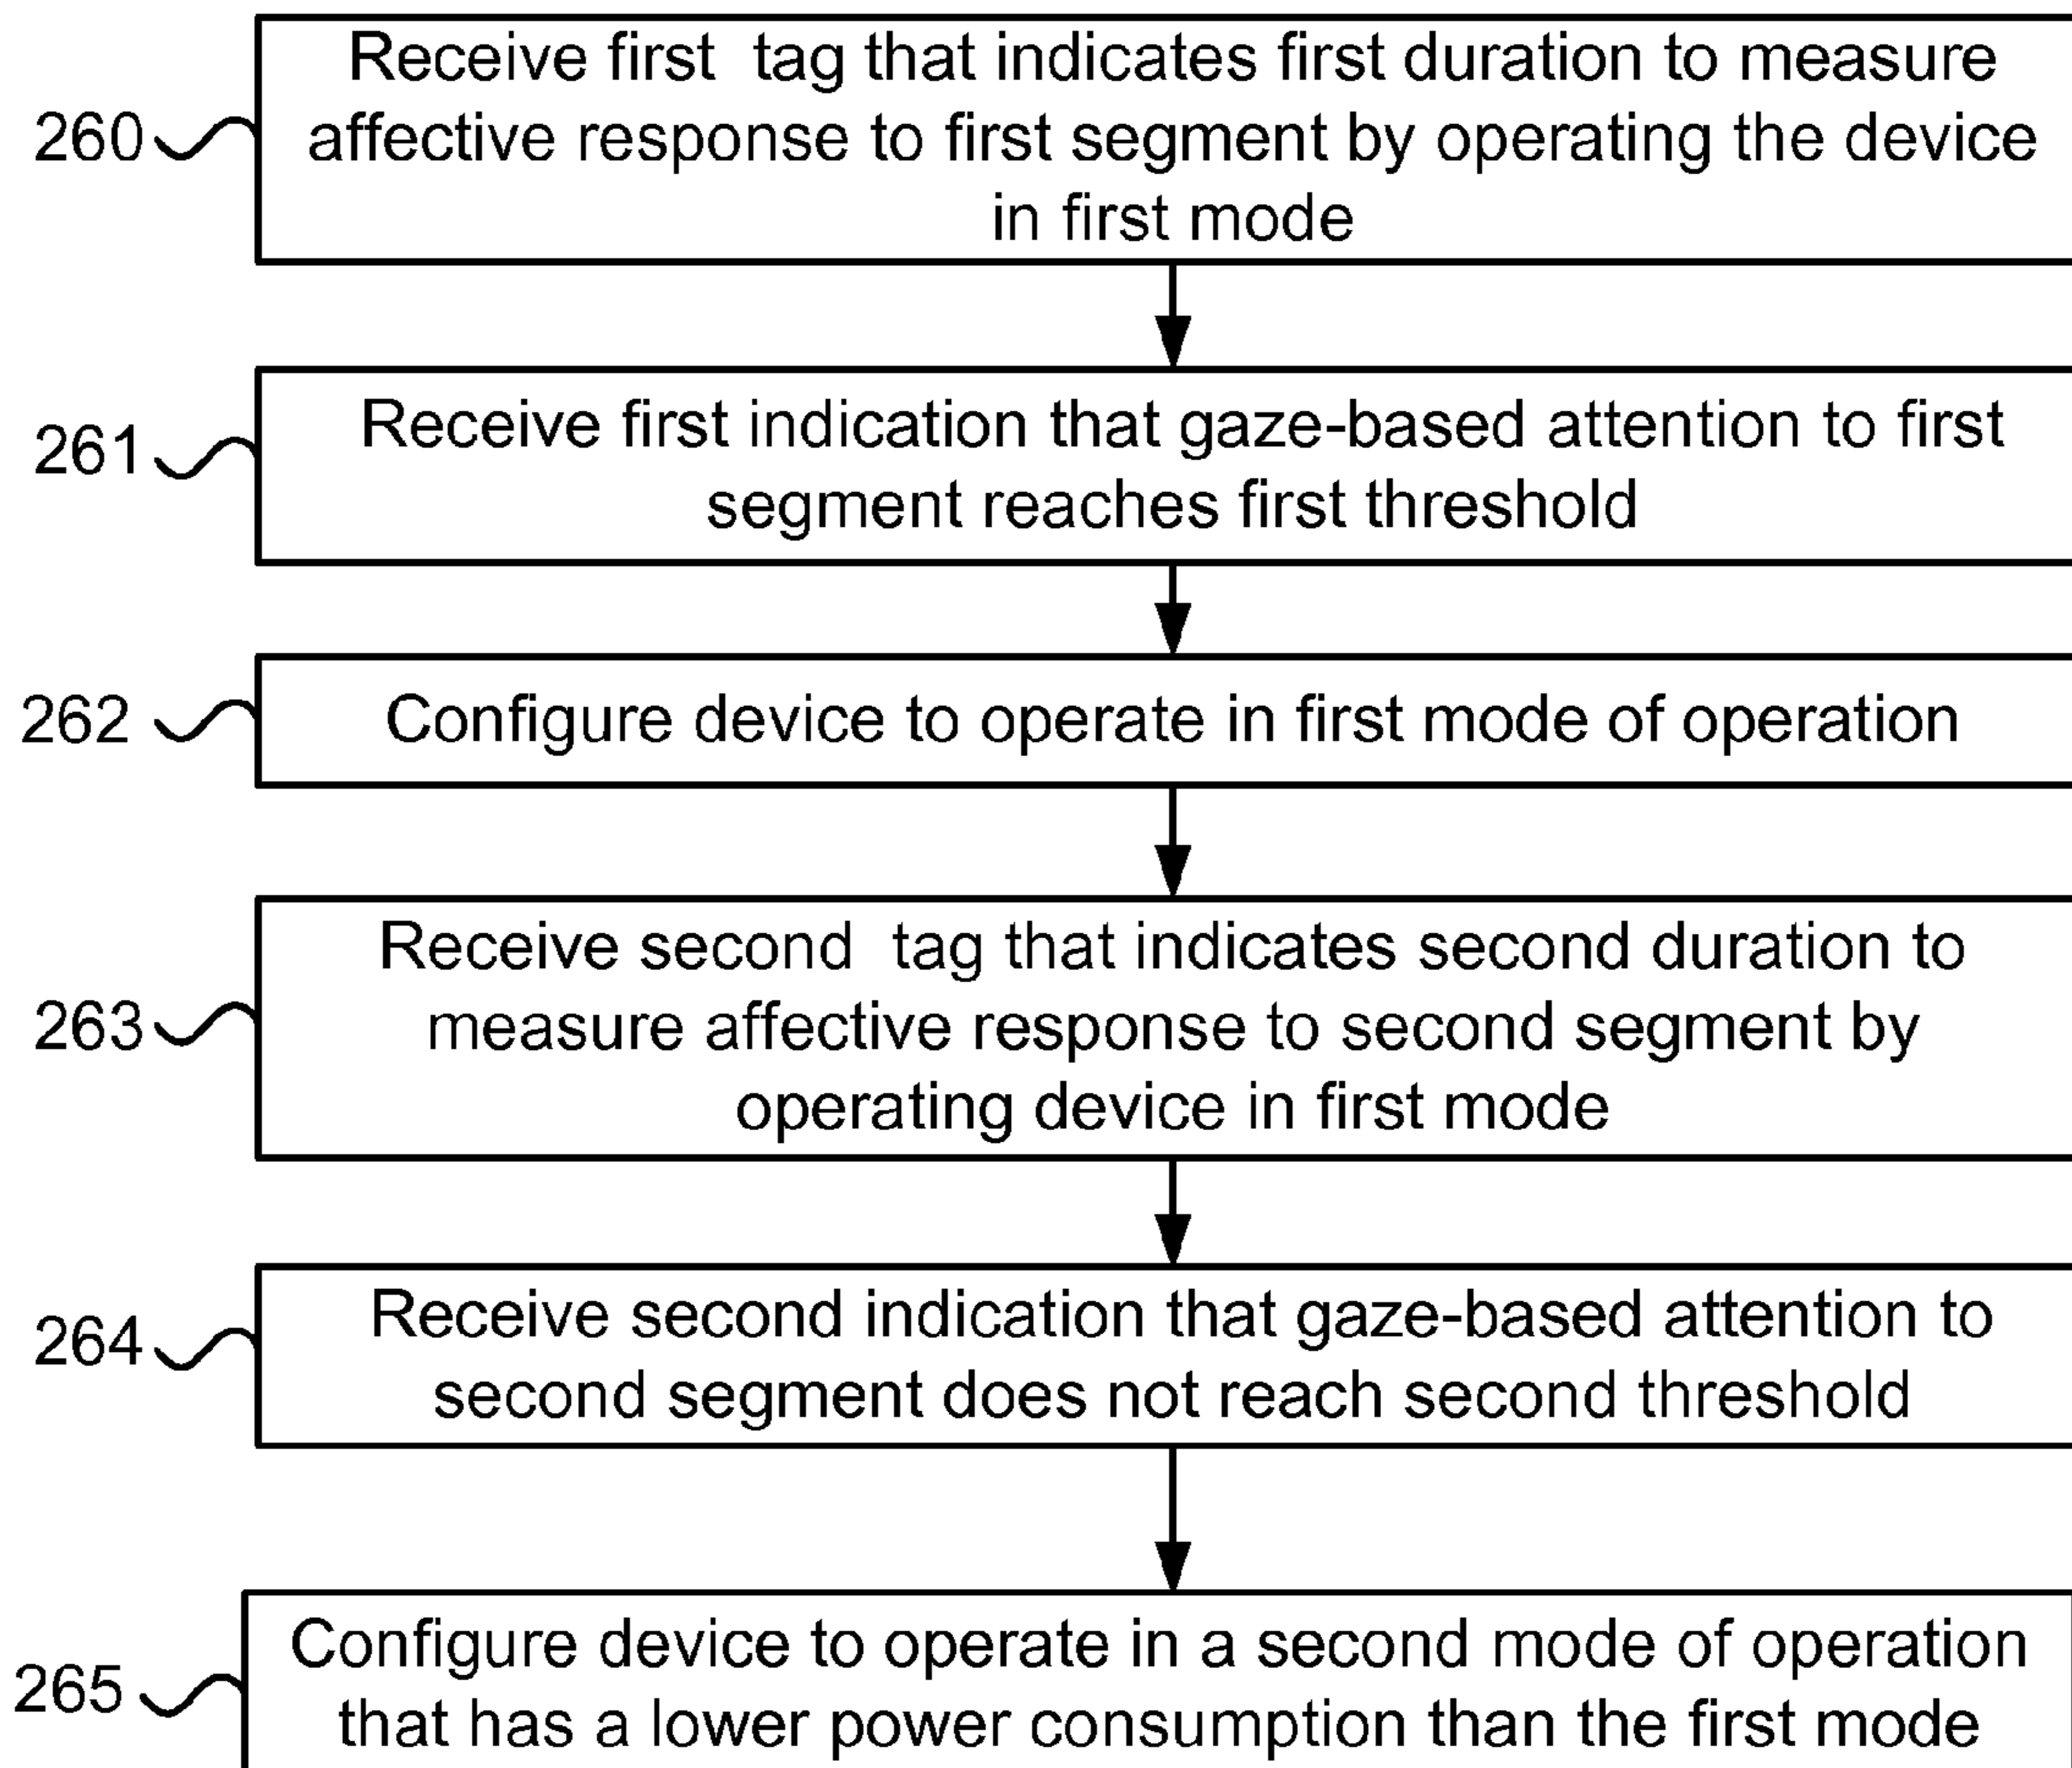 Receive first tag that indicates first duration to measure
affective response to first segment by operating the device
in first mode
260
Receive first indication that gaze-based attention to first
segment reaches first threshold
261
Configure device to operate in first mode of operation
262
Receive second tag that indicates second duration to
measure affective response to second segment by
operating device in first mode
263
Receive second indication that gaze-based attention to
second segment does not reach second threshold
264
Configure device to operate in a second mode of operation
that has a lower power consumption than the first mode
265